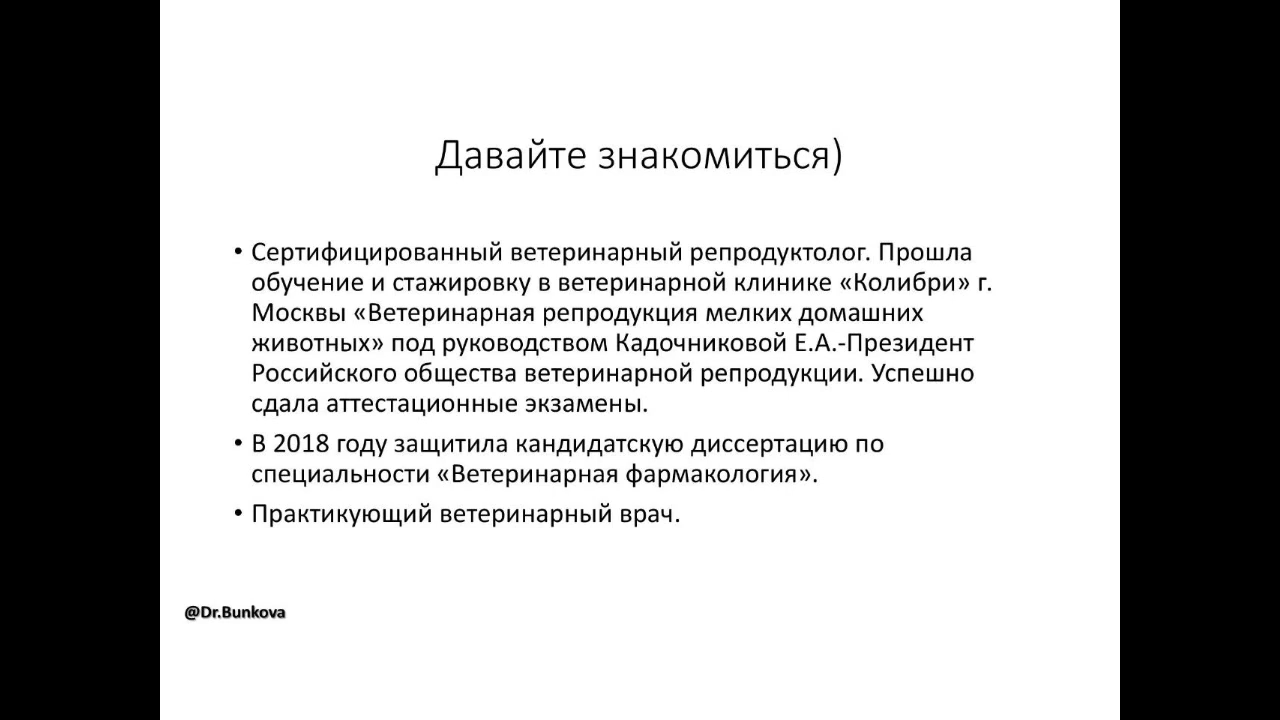 Давайте знакомиться)
• Сертифицированный ветеринарный репродуктолог. Прошла
обучение и стажировку в ветеринарной клинике «Колибри» г.
Москвы «Ветеринарная репродукция мелких домашних
животных» под руководством Кадочниковой Е.А.-Президент
Российского общества ветеринарной репродукции. Успешно
сдала аттестационные экзамены.
• В 2018 году защитила кандидатскую диссертацию по
специальности «Ветеринарная фармакология».
• Практикующий ветеринарный врач.
@Dr.Bunkova